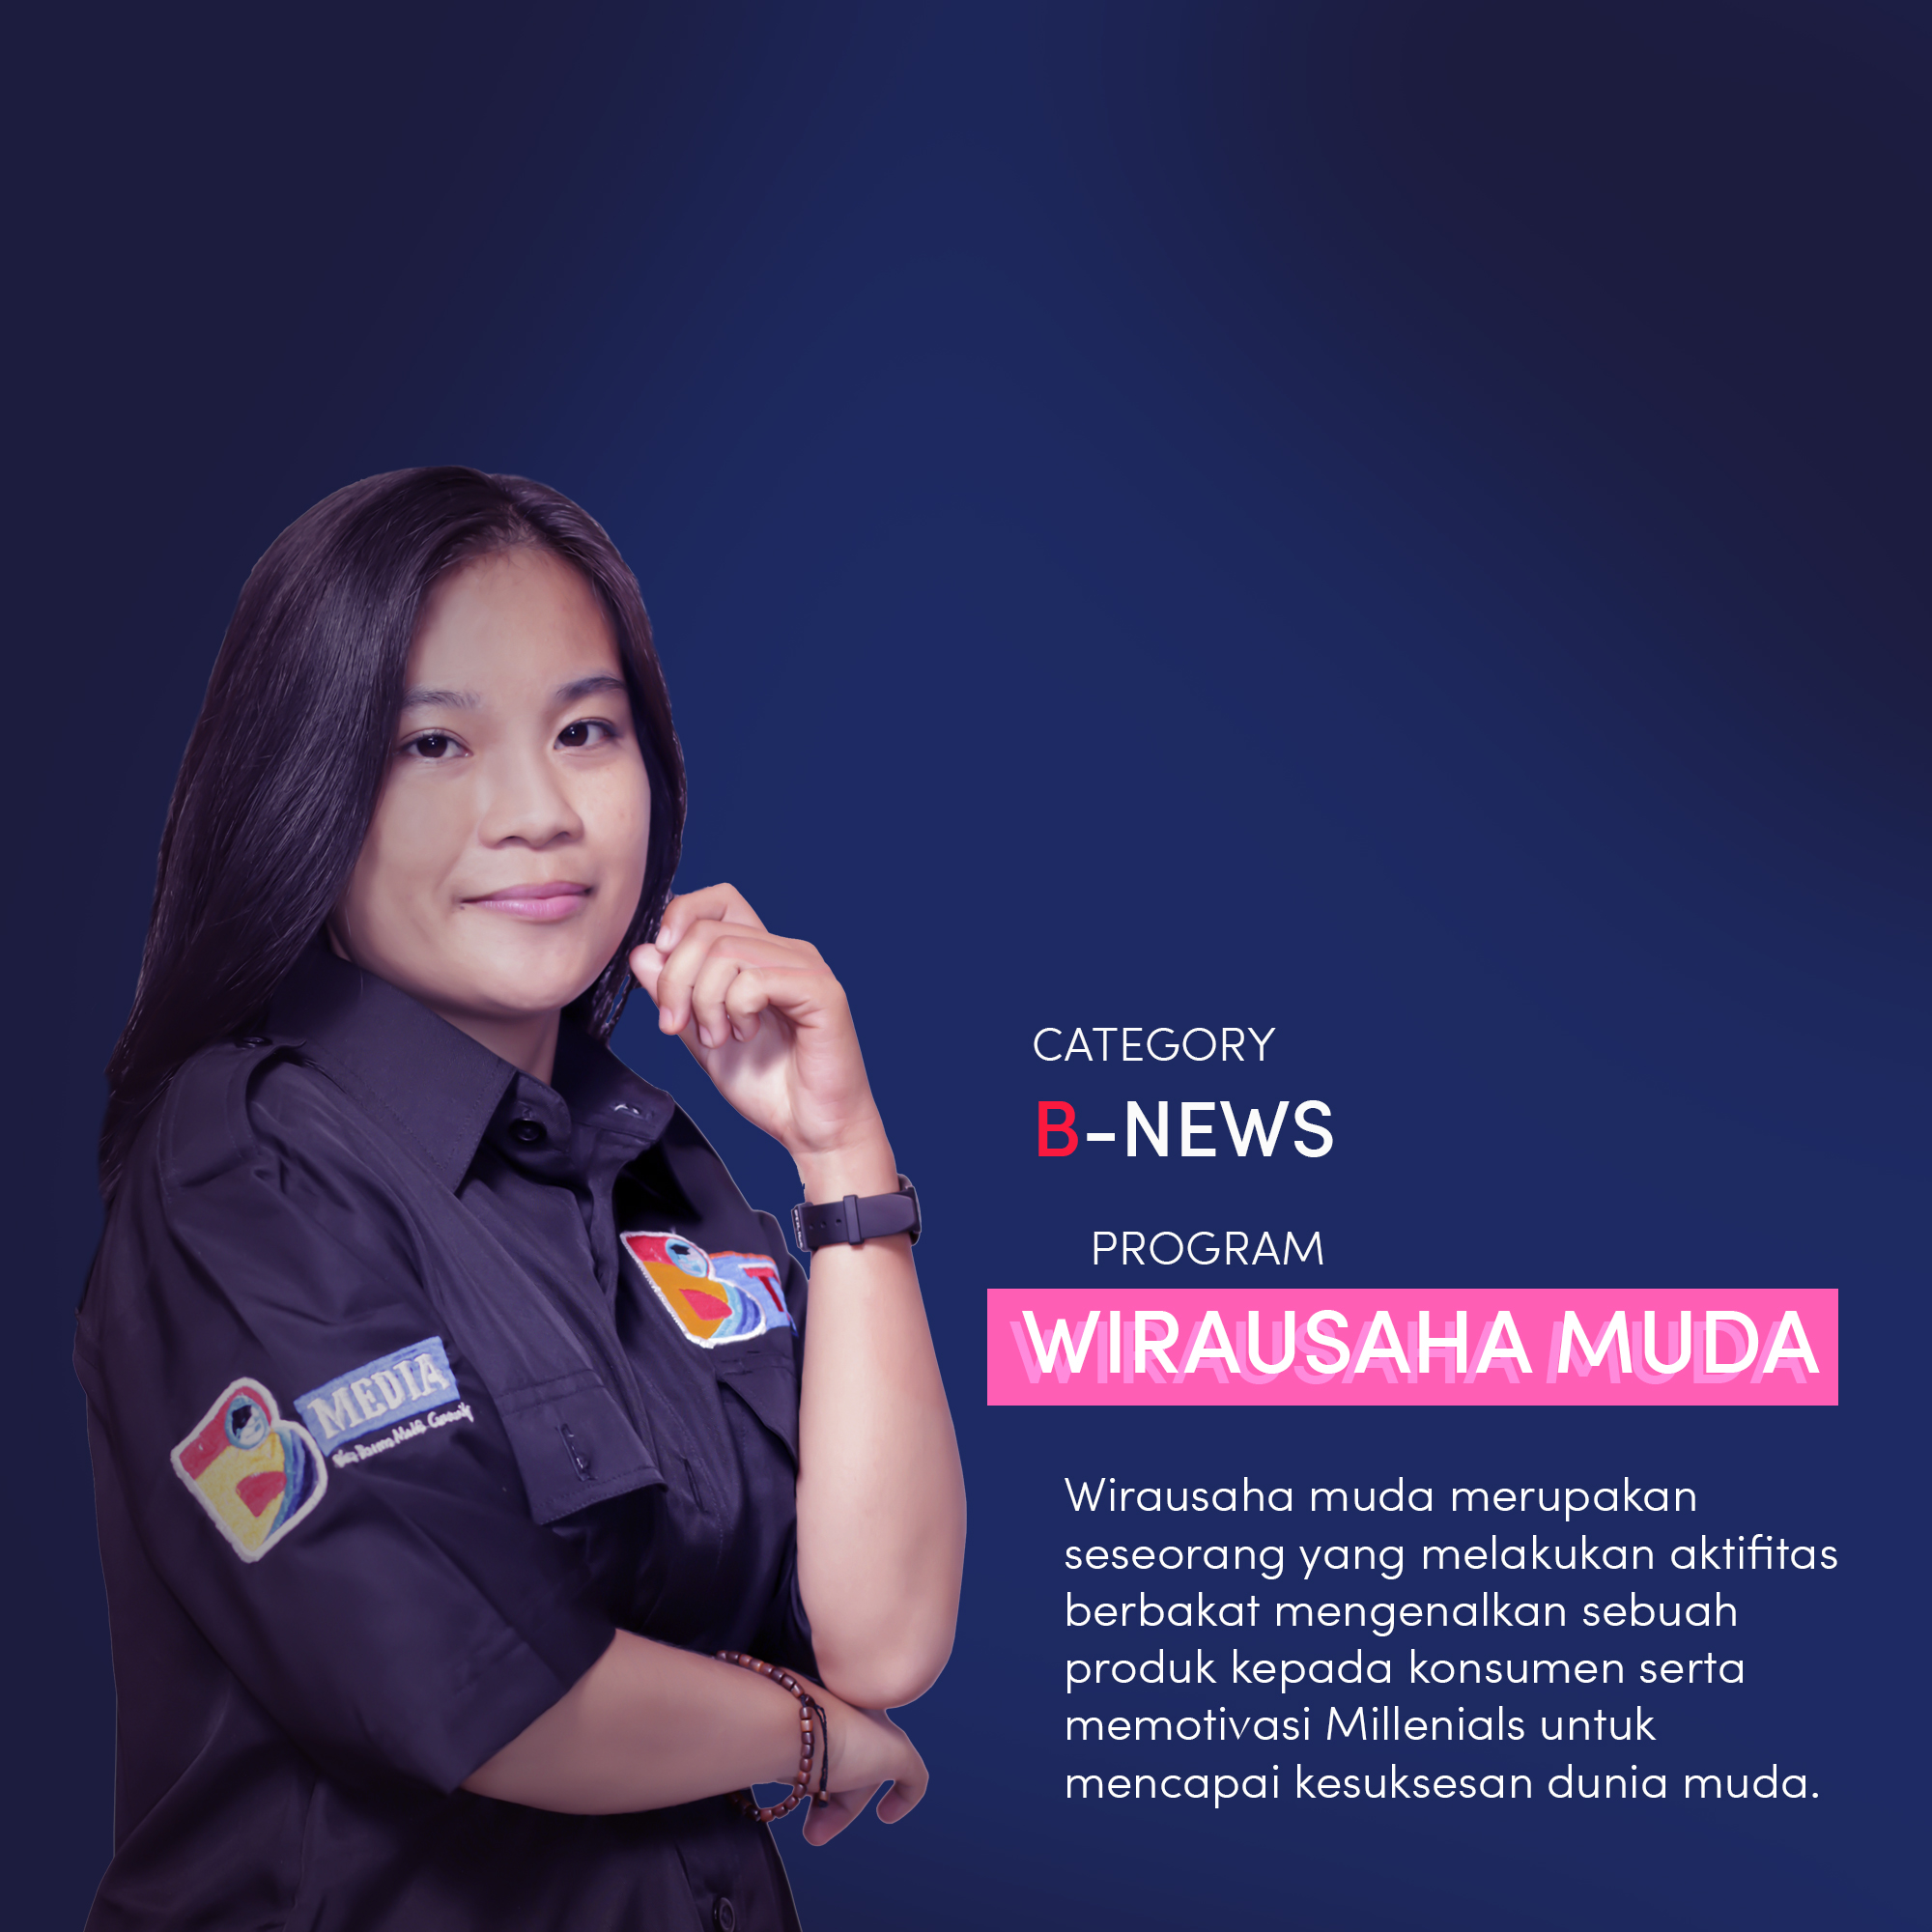 CATEGORY
B-NEWS
PROGRAM
WIRAUSAHA MUDA
Wirausaha muda merupakan
seseorang yang melakukan aktifitas
berbakat mengenalkan sebuah
produk kepada konsumen serta
memotivasi Millenials untuk
mencapai kesuksesan dunia muda.
B T
B MEDIA